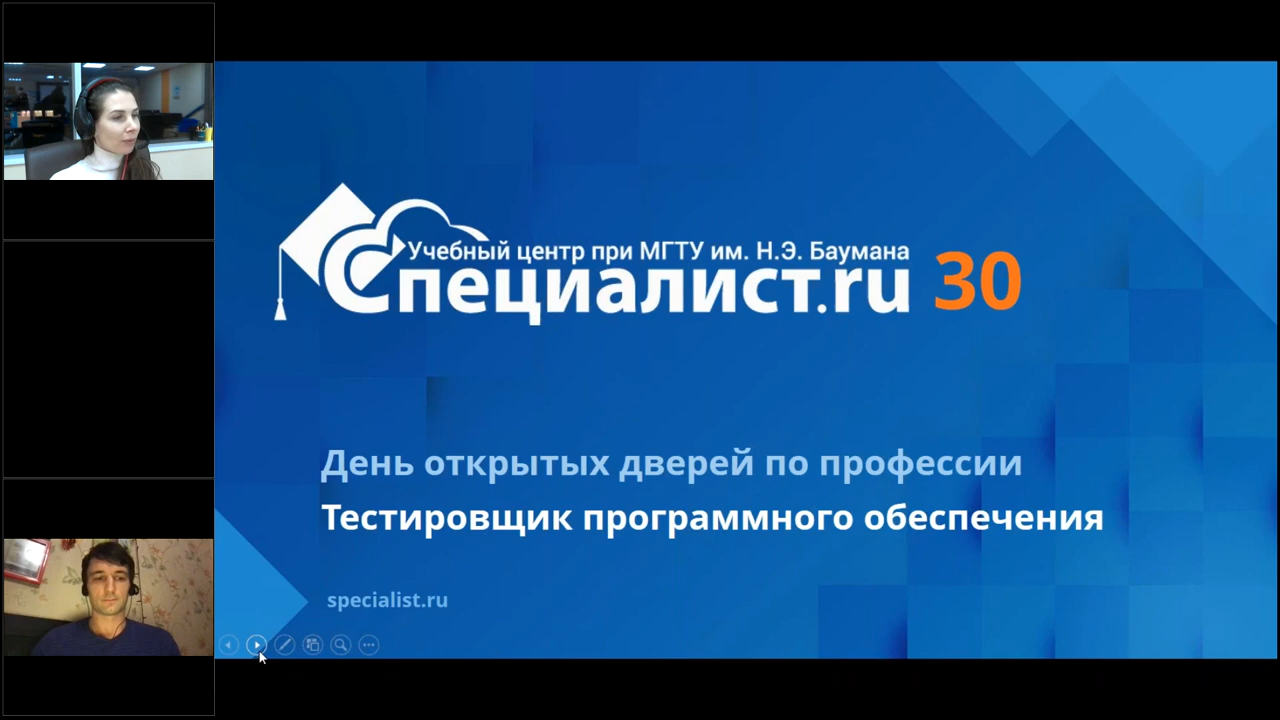 Учебный центр при МГТУ им. Н.Э. Баумана
Специалист.ru 30
День открытых дверей по профессии
Тестировщик программного обеспечения
specialist.ru